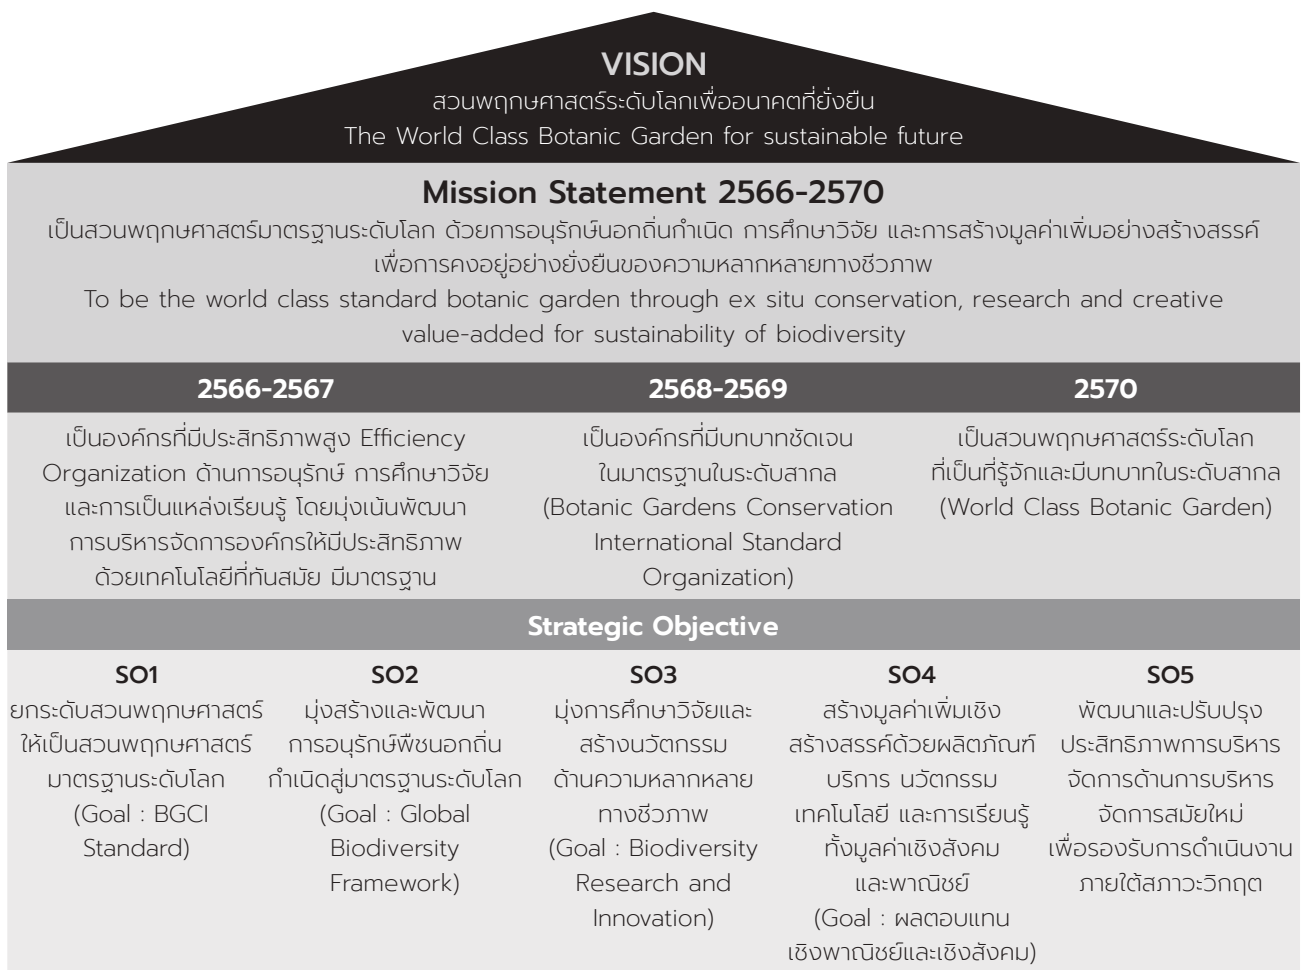 VISION
สวนพฤกษศาสตร์ระดับโลกเพื่ออนาคตที่ยั่งยืน
The World Class Botanic Garden for sustainable future
Mission Statement 2566-2570
เป็นสวนพฤกษศาสตร์มาตรฐานระดับโลก ด้วยการอนุรักษ์นอกถิ่นกำเนิด การศึกษาวิจัย และการสร้างมูลค่าเพิ่มอย่างสร้างสรรค์
เพื่อการคงอยู่อย่างยั่งยืนของความหลากหลายทางชีวภาพ
To be the world class standard botanic garden through ex situ conservation, research and creative
value-added for sustainability of biodiversity
2566-2567
เป็นองค์กรที่มีประสิทธิภาพสูง Efficiency
Organization ด้านการอนุรักษ์ การศึกษาวิจัย
และการเป็นแหล่งเรียนรู้ โดยมุ่งเน้นพัฒนา
การบริหารจัดการองค์กรให้มีประสิทธิภาพ
ด้วยเทคโนโลยีที่ทันสมัย มีมาตรฐาน
2568-2569
เป็นองค์กรที่มีบทบาทชัดเจน
ในมาตรฐานในระดับสากล
(Botanic Gardens Conservation
International Standard
Organization)
2570
เป็นสวนพฤกษศาสตร์ระดับโลก
ที่เป็นที่รู้จักและมีบทบาทในระดับสากล
(World Class Botanic Garden)
Strategic Objective
SO1
ยกระดับสวนพฤกษศาสตร์
ให้เป็นสวนพฤกษศาสตร์
มาตรฐานระดับโลก
(Goal : BGCI
Standard)
SO2
มุ่งสร้างและพัฒนา
การอนุรักษ์พืชนอกถิ่น
กำเนิดสู่มาตรฐานระดับโลก
(Goal : Global
Biodiversity
Framework)
SO3
มุ่งการศึกษาวิจัยและ
สร้างนวัตกรรม
ด้านความหลากหลาย
ทางชีวภาพ
(Goal : Biodiversity
Research and
Innovation)
SO4
สร้างมูลค่าเพิ่มเชิง
สร้างสรรค์ด้วยผลิตภัณฑ์
บริการ นวัตกรรม
เทคโนโลยี และการเรียนรู้
ทั้งมูลค่าเชิงสังคม
และพาณิชย์
(Goal : ผลตอบแทน
เชิงพาณิชย์และเชิงสังคม)
SO5
พัฒนาและปรับปรุง
ประสิทธิภาพการบริหาร
จัดการด้านการบริหาร
จัดการสมัยใหม่
เพื่อรองรับการดำเนินงาน
ภายใต้สภาวะวิกฤต